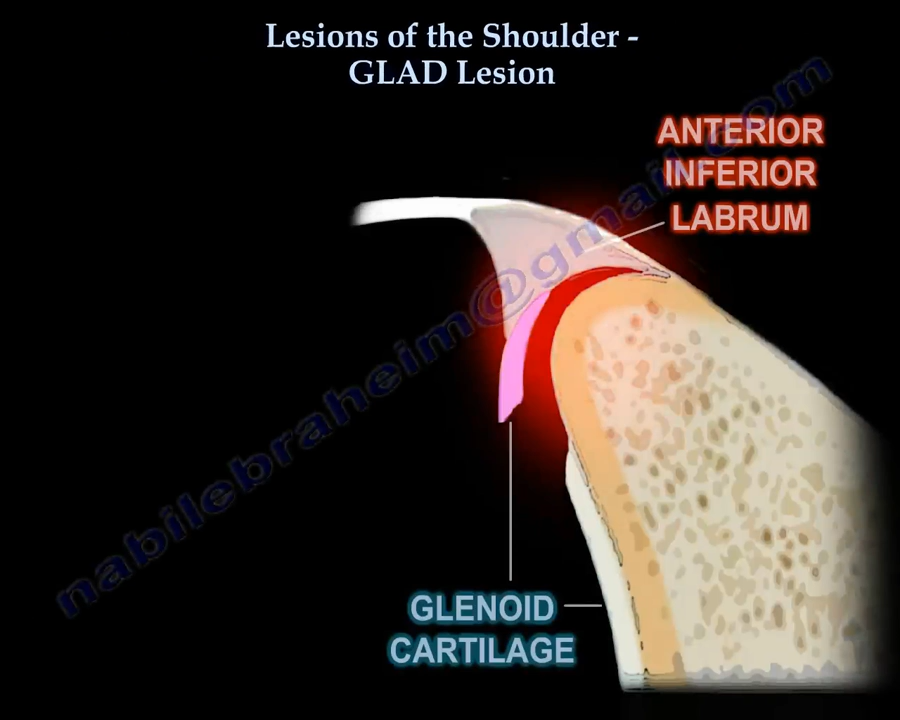 Lesions of the Shoulder -
GLAD Lesion
ANTERIOR
INFERIOR
LABRUM
nabilebraheim@gmail.com
GLENOID
CARTILAGE